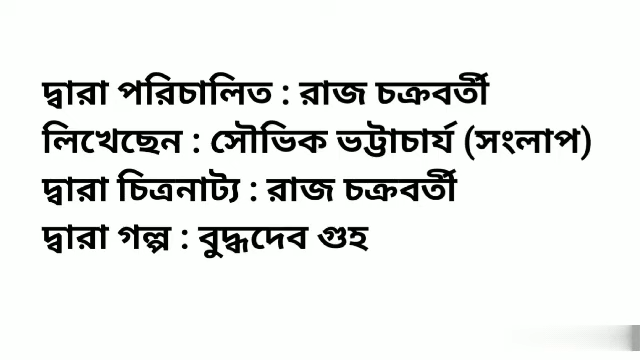 দ্বারা পরিচালিত : রাজ চক্রবর্তী
লিখেছেন : সৌভিক ভট্টাচার্য (সংলাপ)
দ্বারা চিত্রনাট্য : রাজ চক্রবর্তী
দ্বারা গল্প : বুদ্ধদেব গুহ